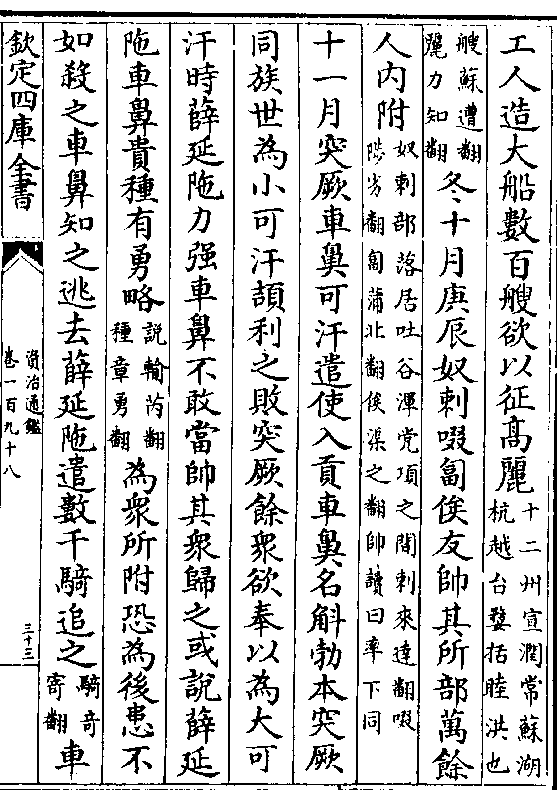 工人造大船數百艘欲以征高麗十二州宣潤常蘇湖杭越台婺括睦洪也
艘蘇遭翻麗力知翻冬十月庚辰奴剌啜匐俟友帥其所部萬餘
人内附奴剌部落居吐谷渾党項之間剌來達翻啜陟劣翻匐蒲北翻俟渠之翻帥讀曰率下同
十一月突厥車鼻可汗遣使入貢車鼻名斛勃本突厥
同族世為小可汗頡利之敗突厥餘衆欲奉以為大可
汗時薛延陁力强車鼻不敢當帥其衆歸之或說薛延
陁車鼻貴種有勇略說輸芮翻種章勇翻為衆所附恐為後患不
如殺之車鼻知之逃去薛延陁遣數千騎追之騎奇寄翻車
欽定四庫全書
資治通鑑
卷一百九十八
三十三